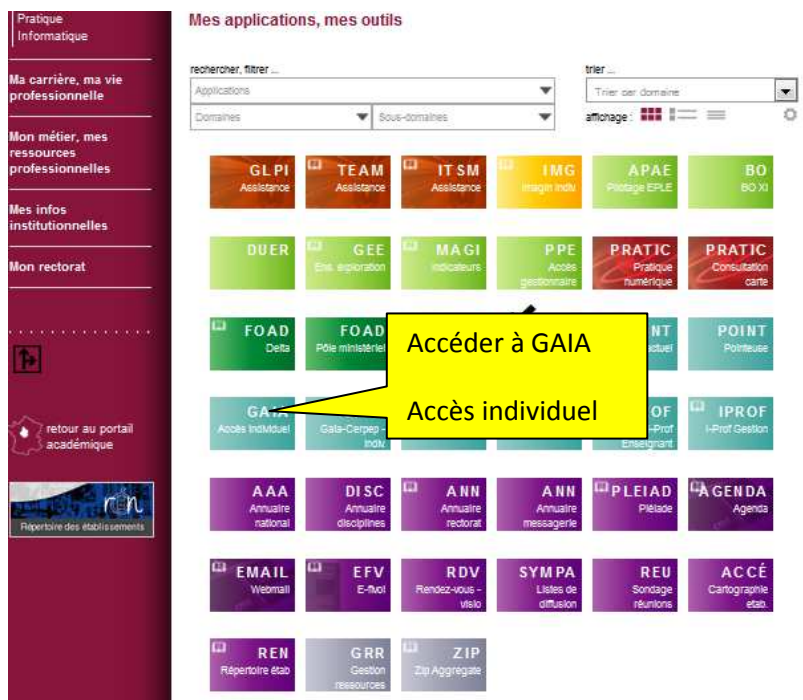 Pratique
Informatique
Ma carrière, ma vie
professionnelle
Mon métier, mes
ressources
professionnelles
Mes infos
institutionnelles
Mon rectorat
retour au portail
académique
ren
Répertoire des établissements
Mes applications, mes outils
rechercher, filtrer ...
trier ...
Applications
Trier par domaine
Domaines
Sous-domaines
affichage :
GLPI
Assistance
TEAM
Assistance
ITSM
Assistance
IMG
Imagin Indiv
APAE
Pilotage EPLE
BO
BO XI
DUER
GEE
Ens. exploration
MAGI
Indicateurs
PPE
Accès
gestionnaire
PRATIC
Pratique
numérique
PRATIC
Consultation
carte
FOAD
Delta
FOAD
Pôle ministériel
Accéder à GAIA
Accès individuel
NT
actuel
POINT
Pointeuse
GAIA
Accès Individuel
Gaia-Cerpep -
Indiv.
OF
I-Prof
Enseignant
IPROF
I-Prof Gestion
AAA
Annuaire
national
DISC
Annuaire
disciplines
ANN
Annuaire
rectorat
ANN
Annuaire
messagerie
PLEIAD
Pléiade
AGENDA
Agenda
EMAIL
Webmail
EFV
E-flvol
RDV
Rendez-vous -
visio
SYMPA
Listes de
diffusion
REU
Sondage
réunions
ACCÉ
Cartographie
etab.
REN
Répertoire étab
GRR
Gestion
ressources
ZIP
Zip Aggregate